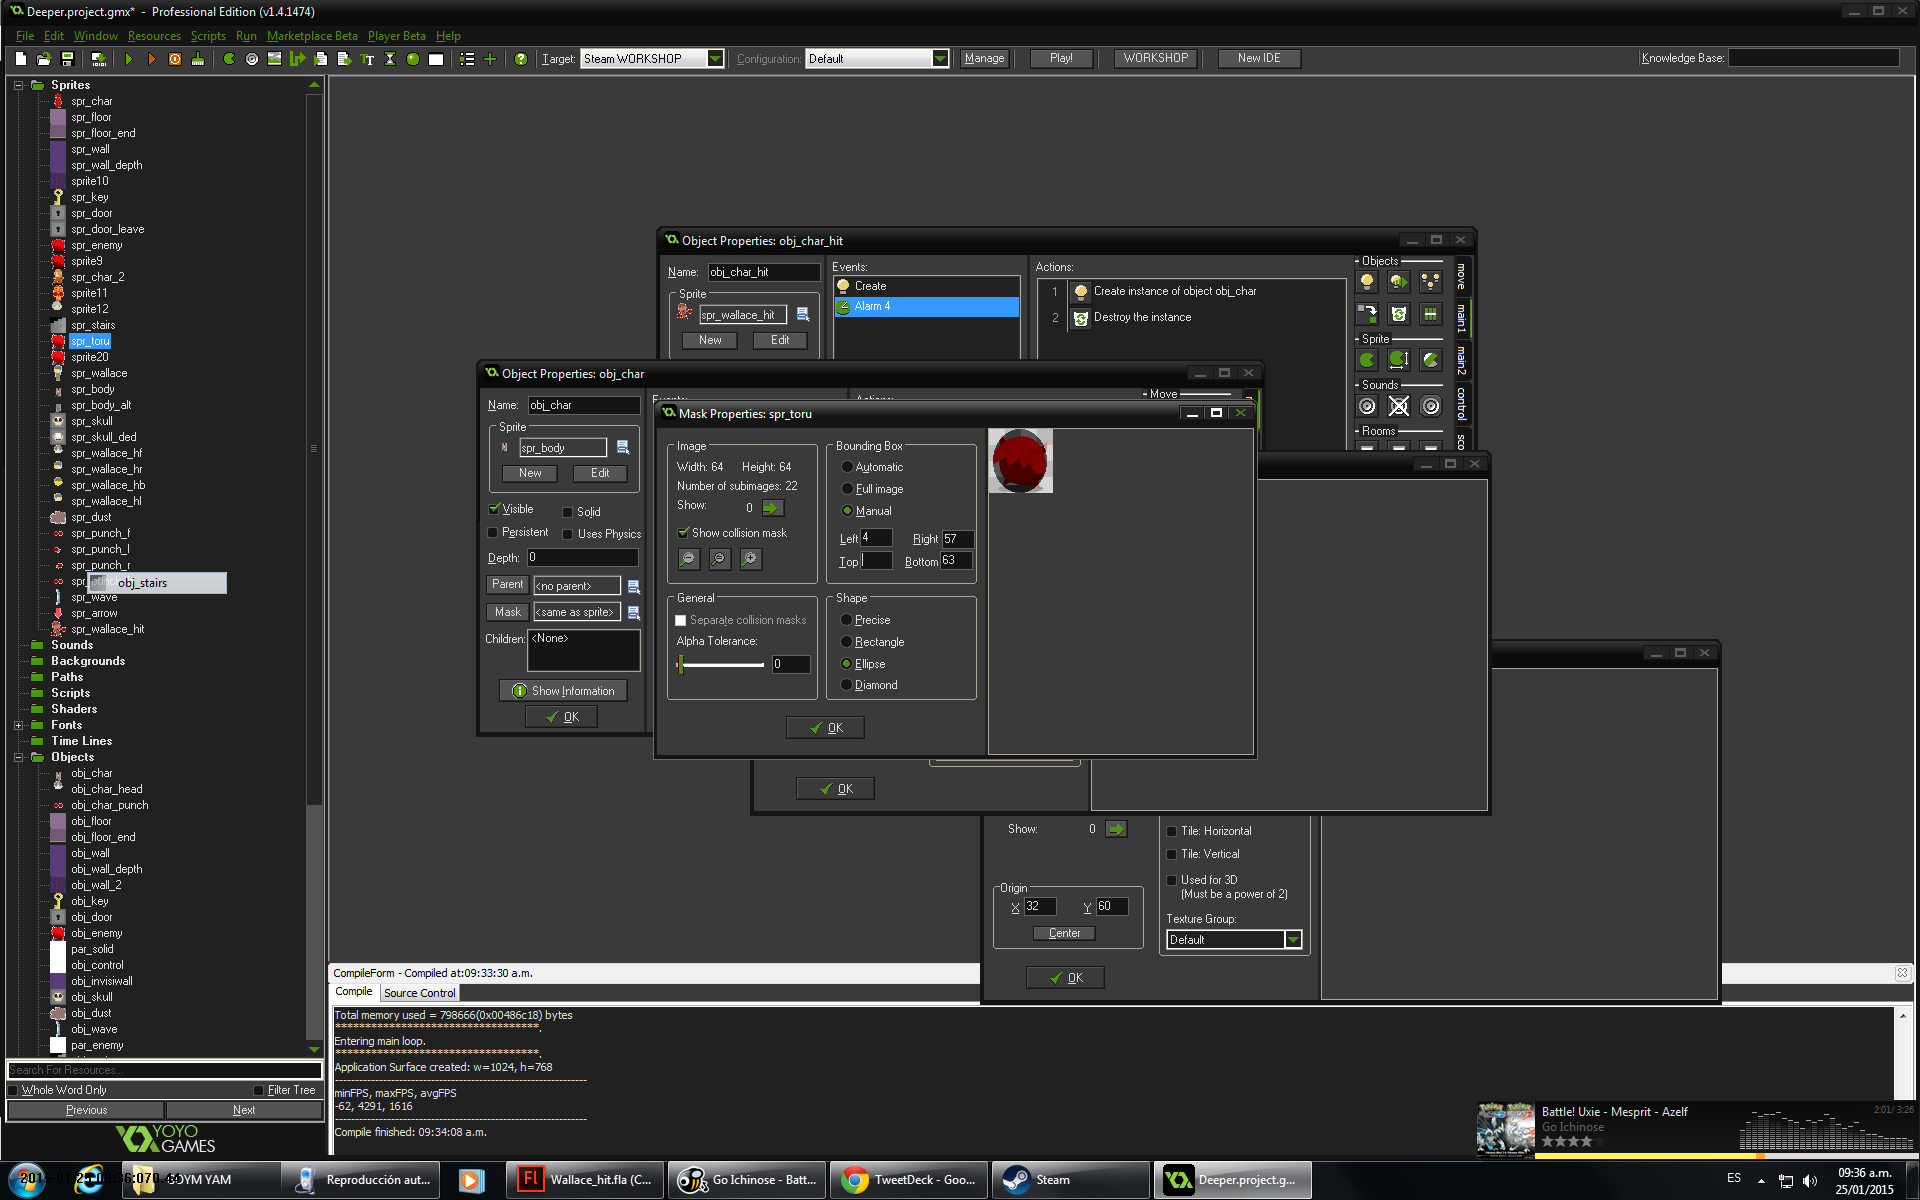 Deeper.project.gmx* - Professional Edition (v1.4.1474)
File Edit Window Resources Scripts Run Marketplace Beta Player Beta Help
Target: Steam WORKSHOP Configuration: Default Manage Play! WORKSHOP New IDE Knowledge Base:
Sprites
spr_char
spr_floor
spr_floor_end
spr_wall
spr_wall_depth
sprite10
spr_key
spr_door
spr_door_leave
spr_enemy
sprite9
spr_char_2
sprite11
sprite12
spr_stairs
spr_toru
sprite20
spr_wallace
spr_body
spr_body_alt
spr_skull
spr_skull_ded
spr_wallace_hf
spr_wallace_hr
spr_wallace_hb
spr_wallace_hl
spr_dust
spr_punch_f
spr_punch_l
spr_punch_r
obj_stairs
spr_wave
spr_arrow
spr_wallace_hit
Sounds
Backgrounds
Paths
Scripts
Shaders
Fonts
Time Lines
Objects
obj_char
obj_char_head
obj_char_punch
obj_floor
obj_floor_end
obj_wall
obj_wall_depth
obj_wall_2
obj_key
obj_door
obj_enemy
par_solid
obj_control
obj_invisiwall
obj_skull
obj_dust
obj_wave
par_enemy
Search For Resources...
Whole Word Only Filter Tree
Previous Next
YOYO GAMES
Object Properties: obj_char_hit
Name: obj_char_hit
Sprite
spr_wallace_hit
New Edit
Events:
Create
Alarm 4
Actions:
1 Create instance of object obj_char
2 Destroy the instance
Objects
Sprite
Sounds
Rooms
move
main1
main2
control
sco
Object Properties: obj_char
Name: obj_char
Sprite
spr_body
New Edit
Visible Solid
Persistent Uses Physics
Depth: 0
Parent <no parent>
Mask <same as sprite>
Children: <None>
Show Information
OK
Move
Mask Properties: spr_toru
Image
Width: 64 Height: 64
Number of subimages: 22
Show: 0
Show collision mask
General
Separate collision masks
Alpha Tolerance:
0
Bounding Box
Automatic
Full image
Manual
Left 4 Right 57
Top Bottom 63
Shape
Precise
Rectangle
Ellipse
Diamond
OK
OK
Show: 0
Origin
X 32 Y 60
Center
OK
Tile: Horizontal
Tile: Vertical
Used for 3D
(Must be a power of 2)
Texture Group:
Default
CompileForm - Compiled at:09:33:30 a.m.
Compile Source Control
Total memory used = 798666(0x00486c18) bytes
**********************************.
Entering main loop.
**********************************.
Application Surface created: w=1024, h=768
minFPS, maxFPS, avgFPS
-62, 4291, 1616
Compile finished: 09:34:08 a.m.
Battle! Uxie - Mesprit - Azelf
Go Ichinose
2:01/ 3:26
YAM
Reproducción aut...
Wallace_hit.fla (C...
Go Ichinose - Batt...
TweetDeck - Goo...
Steam
Deeper.project.g...
ES
09:36 a.m.
25/01/2015